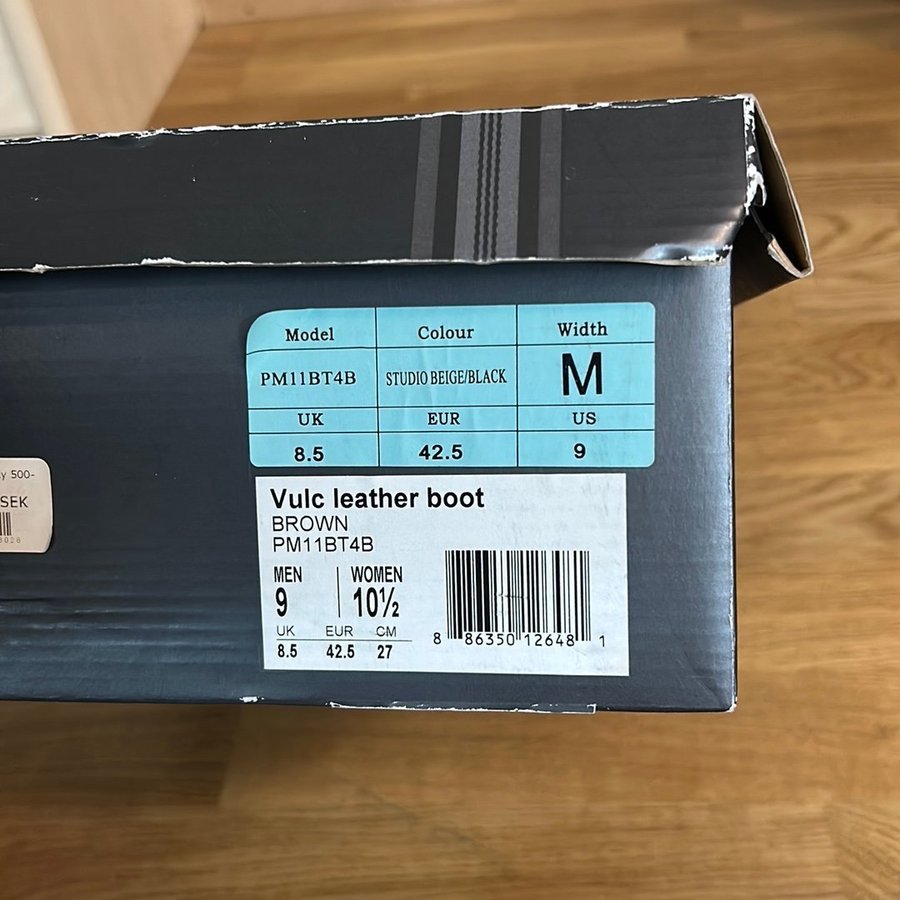 Model Colour Width
PM11BT4B STUDIO BEIGE/BLACK M
UK EUR US
8.5 42.5 9
500-
SEK
Vulc leather boot
BROWN
PM11BT4B
MEN WOMEN
9 10½
UK EUR CM
8.5 42.5 27
8 86350 12648 1